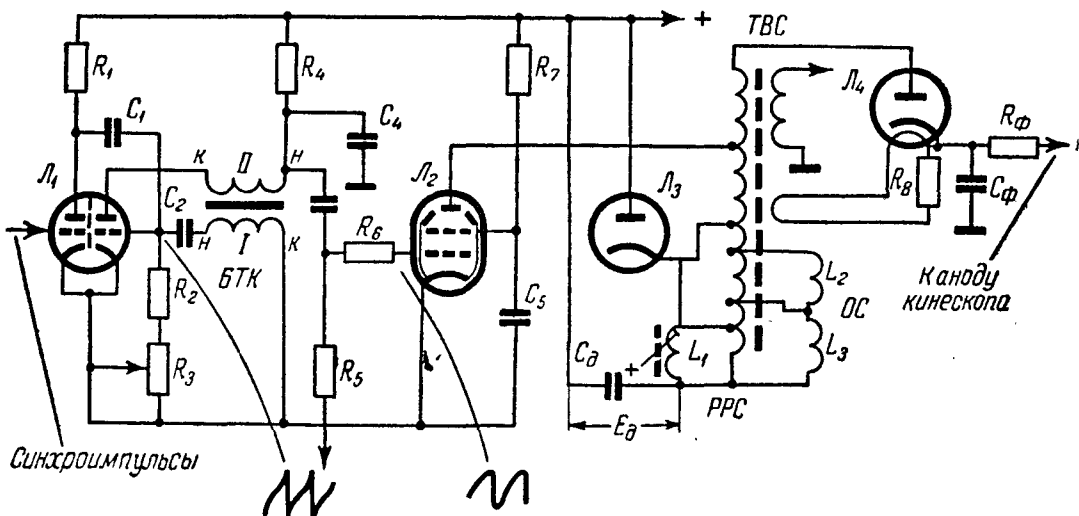 +
ТВС
R₁
R₄
R₇
C₁
C₄
Л₄
Rф
R₈
Cф
Л₁
C₂
к
II
н
Л₂
Л₃
н
I
к
БТК
R₆
К аноду
кинескопа
R₂
C₅
L₂
ОС
R₃
R₅
Cд
+
L₁
L₃
Eд
РРС
Синхроимпульсы